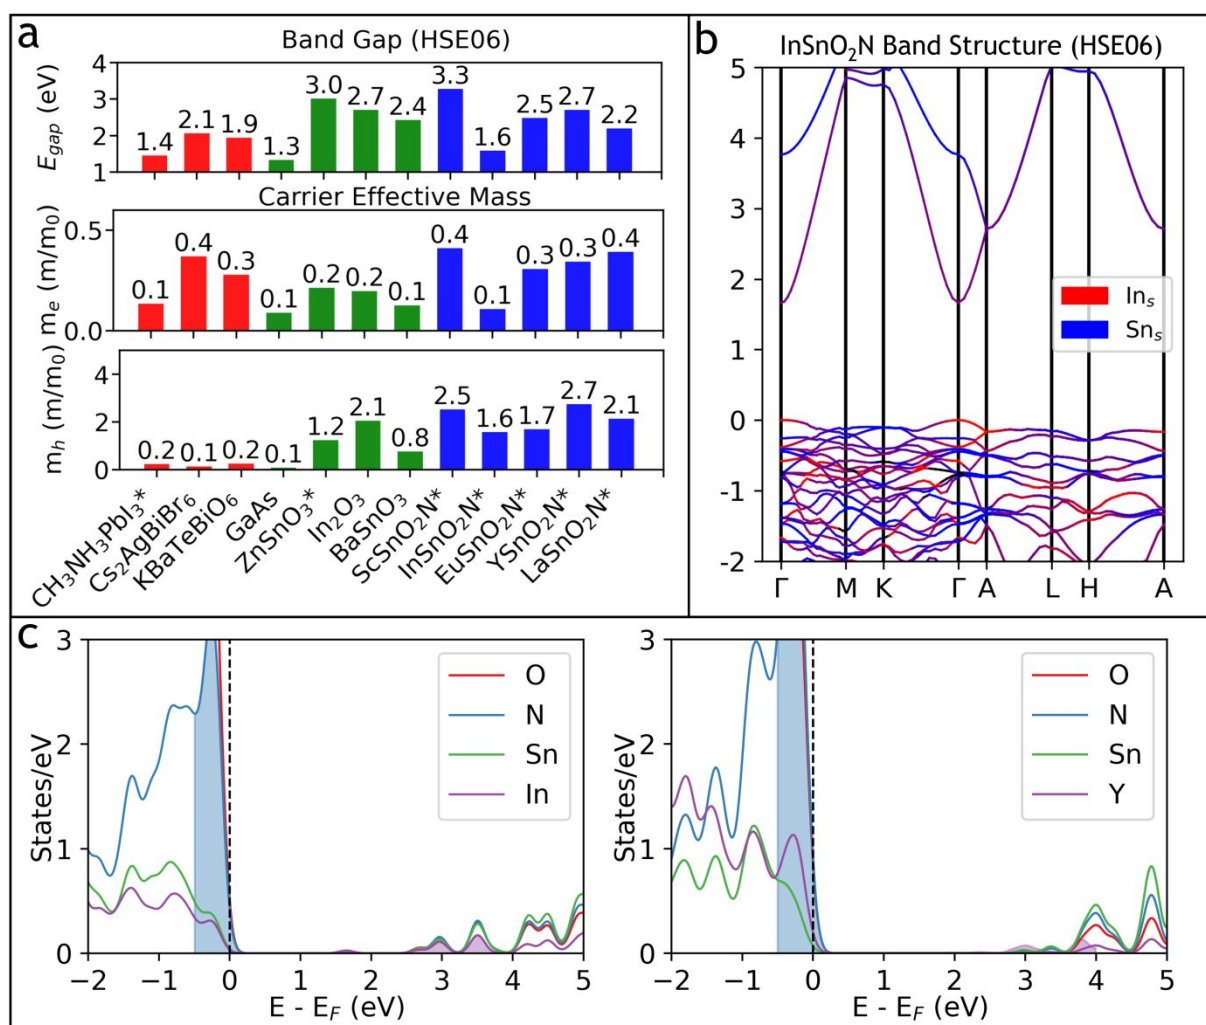 a
Band Gap (HSE06)
E_gap (eV)
4
3
2
1
1.4
2.1
1.9
1.3
3.0
2.7
2.4
3.3
1.6
2.5
2.7
2.2
Carrier Effective Mass
m_e (m/m_0)
0.5
0.0
0.1
0.4
0.3
0.1
0.2
0.2
0.1
0.4
0.1
0.3
0.3
0.4
m_h (m/m_0)
4
2
0
0.2
0.1
0.2
0.1
1.2
2.1
0.8
2.5
1.6
1.7
2.7
2.1
CH₃NH₃PbI₃*
Cs₂AgBiBr₆
KBaTeBiO₆
GaAs
ZnSnO₃*
In₂O₃
BaSnO₃
ScSnO₂N*
InSnO₂N*
EuSnO₂N*
YSnO₂N*
LaSnO₂N*
b
InSnO₂N Band Structure (HSE06)
5
4
3
2
1
0
-1
-2
In_s
Sn_s
Γ M K Γ A L H A
c
States/eV
3
2
1
0
O
N
Sn
In
−2 −1 0 1 2 3 4 5
E - E_F (eV)
States/eV
3
2
1
0
O
N
Sn
Y
−2 −1 0 1 2 3 4 5
E - E_F (eV)